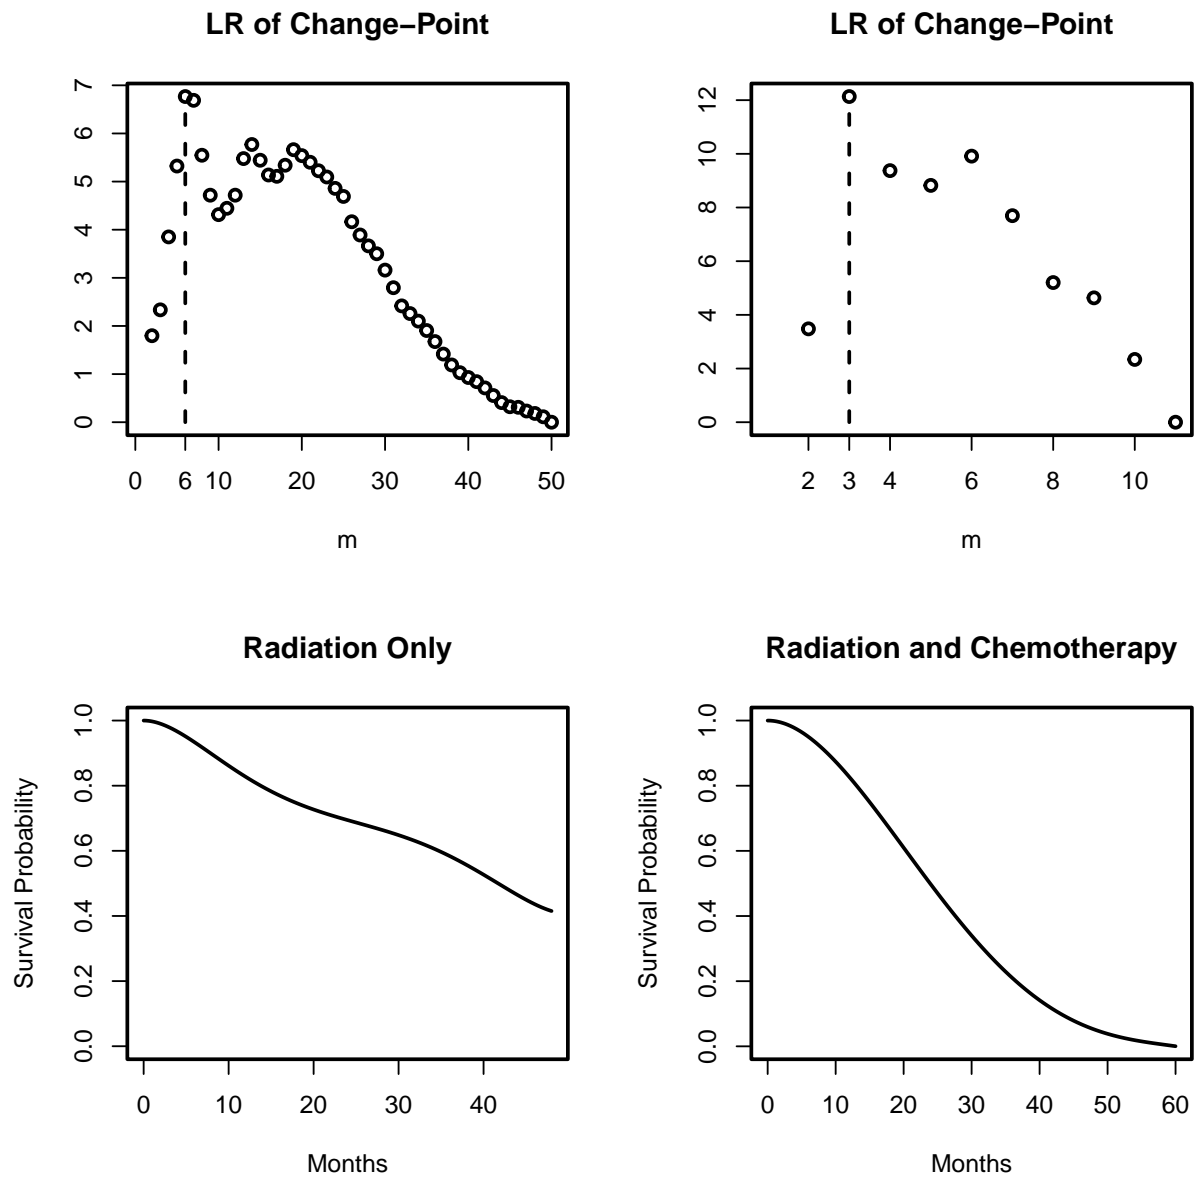 LR of Change–Point
7
6
5
4
3
2
1
0
0 6 10 20 30 40 50
m
LR of Change–Point
12
10
8
6
4
2
0
2 3 4 6 8 10
m
Radiation Only
Survival Probability
1.0
0.8
0.6
0.4
0.2
0.0
0 10 20 30 40
Months
Radiation and Chemotherapy
Survival Probability
1.0
0.8
0.6
0.4
0.2
0.0
0 10 20 30 40 50 60
Months